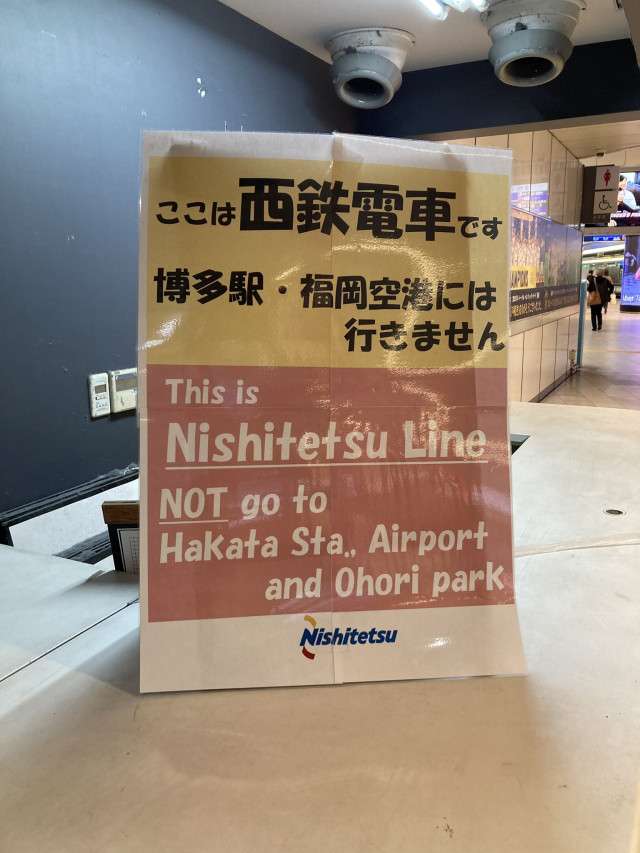 ここは西鉄電車です
博多駅・福岡空港には
行きません
This is
Nishitetsu Line
NOT go to
Hakata Sta., Airport
and Ohori park
Nishitetsu